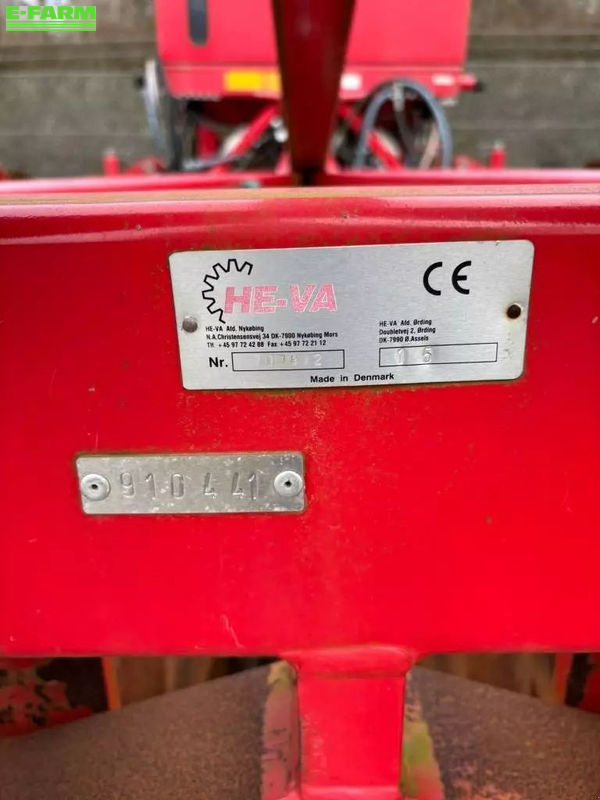 E-FARM
HE-VA
CE
HE-VA Afd. Nykøbing
N.A.Christensensvej 34 DK-7900 Nykøbing Mors
Tlf. +45 97 72 42 88 Fax +45 97 72 21 12
HE-VA Afd. Ørding
Doubletvej 2, Ørding
DK-7990 Ø.Assels
Nr.
Made in Denmark
910441